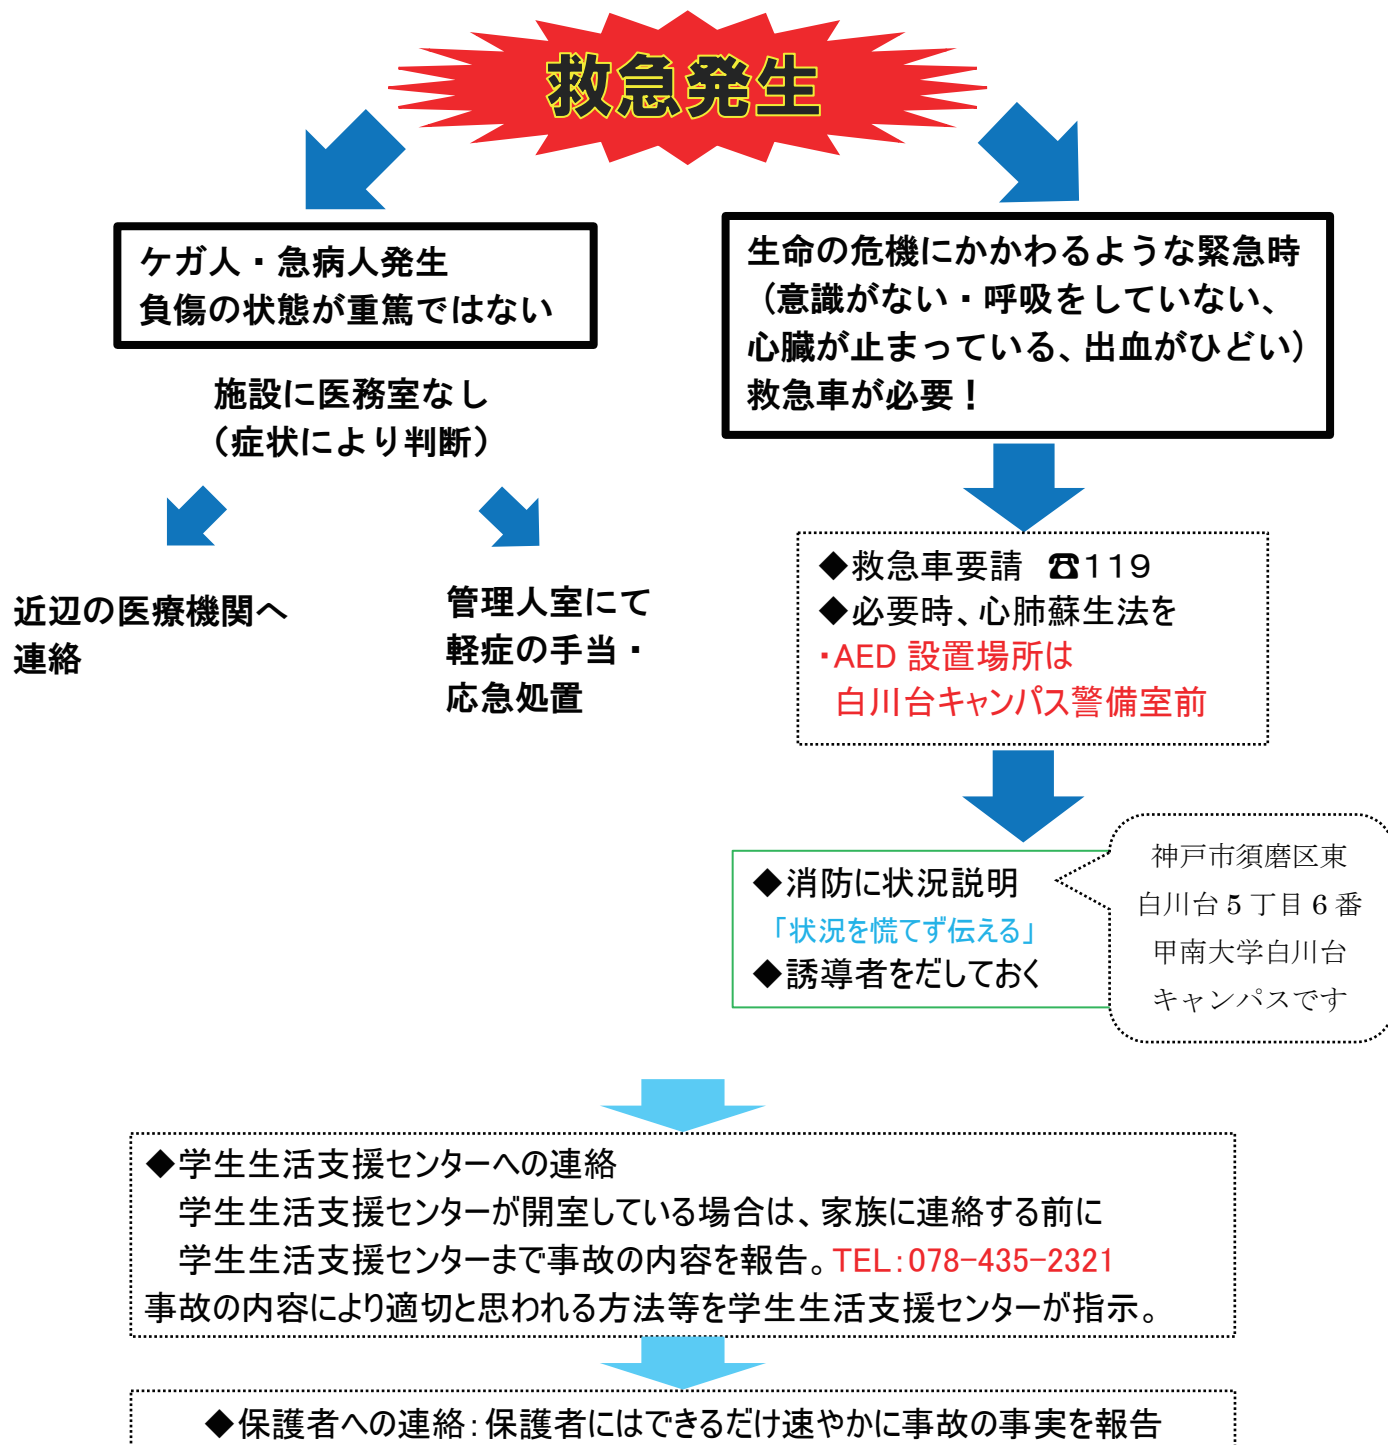 救急発生
ケガ人・急病人発生
負傷の状態が重篤ではない
施設に医務室なし
（症状により判断）
近辺の医療機関へ
連絡
管理人室にて
軽症の手当・
応急処置
生命の危機にかかわるような緊急時
（意識がない・呼吸をしていない、
心臓が止まっている、出血がひどい）
救急車が必要！
◆救急車要請　☎119
◆必要時、心肺蘇生法を
・AED 設置場所は
白川台キャンパス警備室前
◆消防に状況説明
「状況を慌てず伝える」
◆誘導者をだしておく
神戸市須磨区東
白川台 5 丁目 6 番
甲南大学白川台
キャンパスです
◆学生生活支援センターへの連絡
学生生活支援センターが開室している場合は、家族に連絡する前に
学生生活支援センターまで事故の内容を報告。TEL：078-435-2321
事故の内容により適切と思われる方法等を学生生活支援センターが指示。
◆保護者への連絡：保護者にはできるだけ速やかに事故の事実を報告